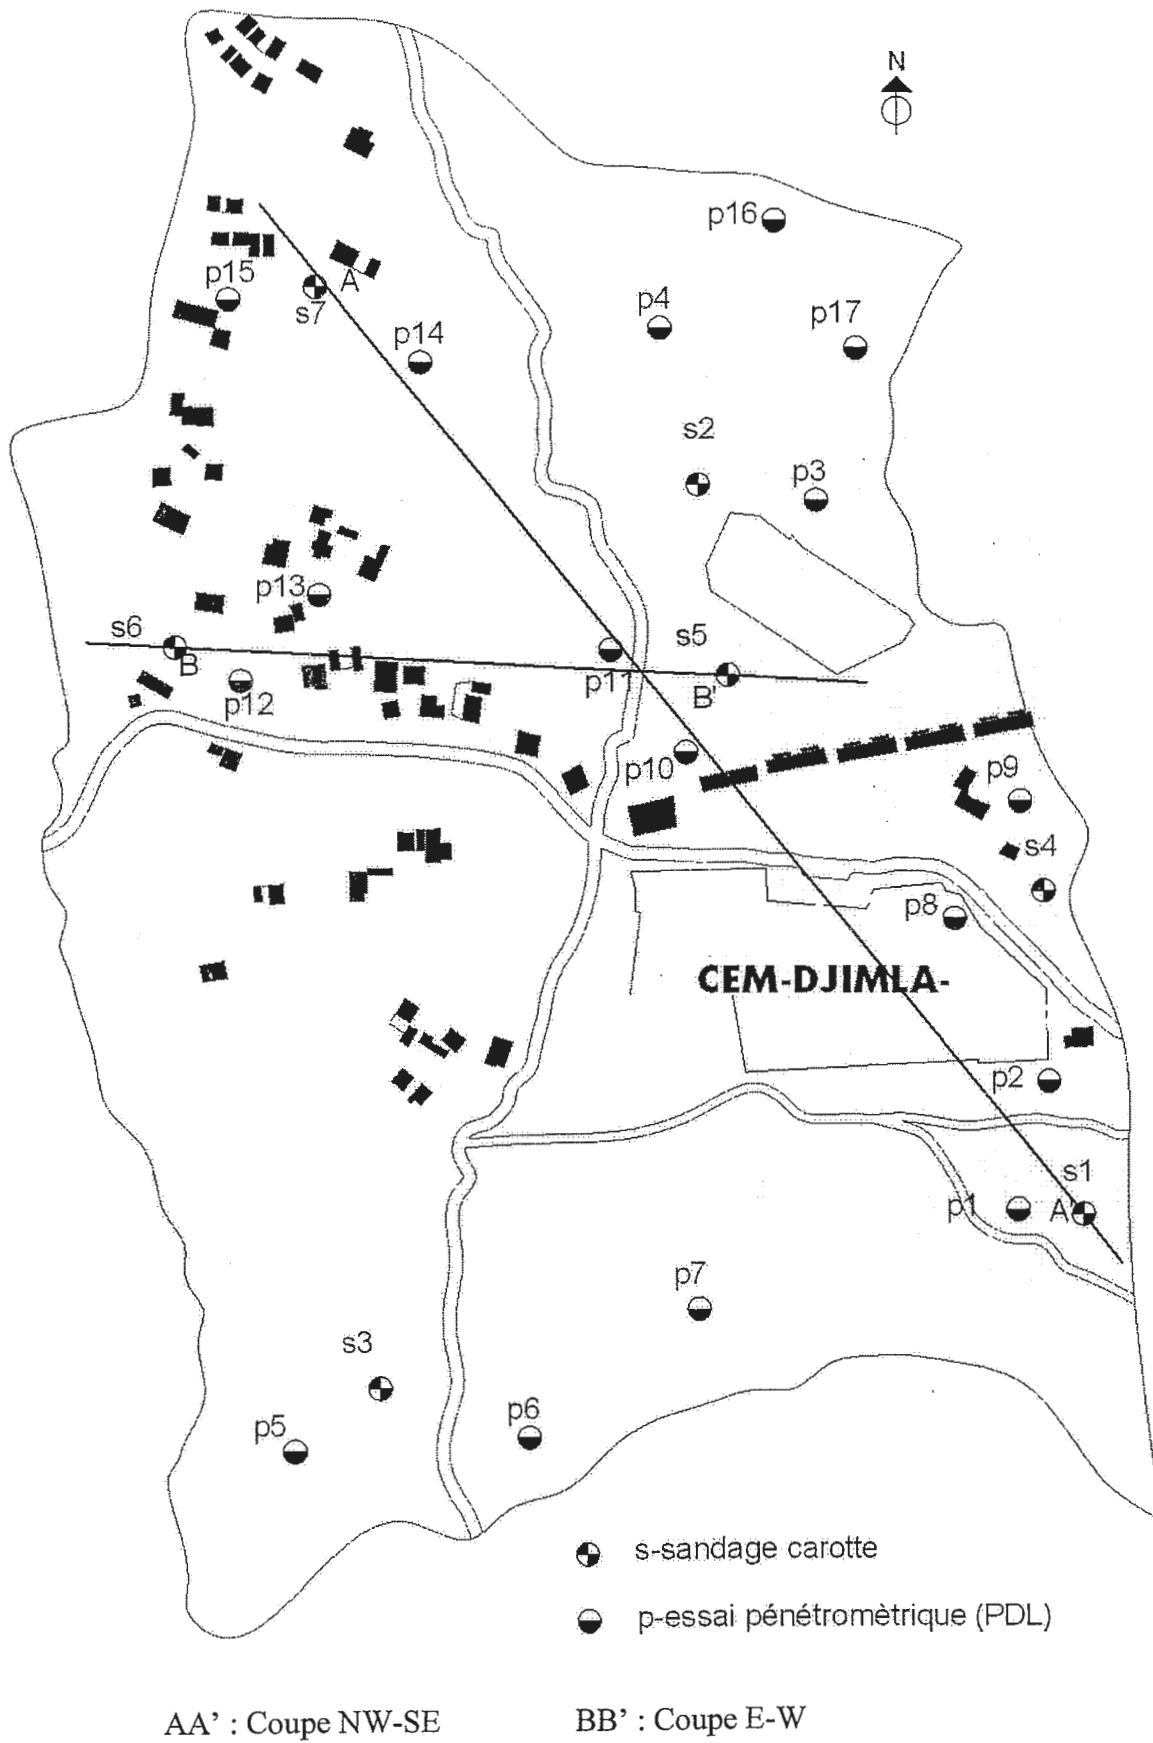 N
p16
p15
A
s7
p4
p17
p14
s2
p3
p13
s6
s5
B
p11
B'
p12
p10
p9
s4
p8
CEM-DJIMLA-
p2
s1
p1
A'
p7
s3
p6
p5
s-sandage carotte
p-essai pénétromètrique (PDL)
AA’ : Coupe NW-SE
BB’ : Coupe E-W